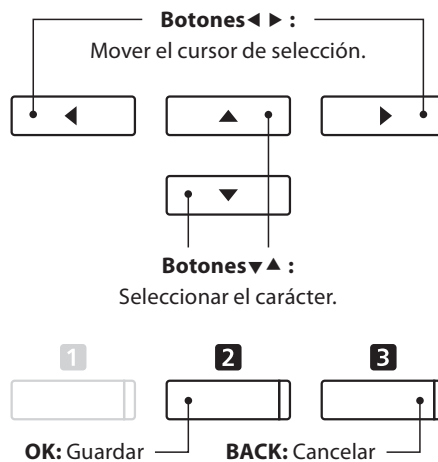 Botones◀ ▶ :
Mover el cursor de selección.
◀ ▲ ▶
▼
Botones▼▲ :
Seleccionar el carácter.
1 2 3
OK: Guardar BACK: Cancelar